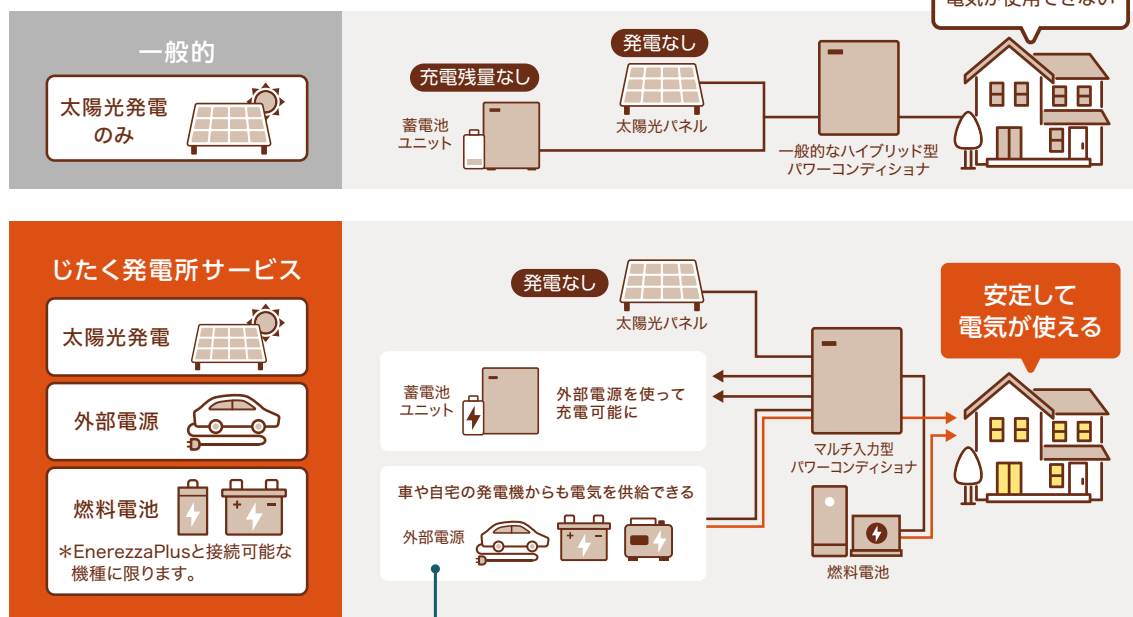 電気が使用できない
一般的
太陽光発電
のみ
発電なし
充電残量なし
蓄電池
ユニット
太陽光パネル
一般的なハイブリッド型
パワーコンディショナ
じたく発電所サービス
太陽光発電
外部電源
燃料電池
＊EnerezzaPlusと接続可能な
機種に限ります。
発電なし
太陽光パネル
安定して
電気が使える
蓄電池
ユニット
外部電源を使って
充電可能に
マルチ入力型
パワーコンディショナ
車や自宅の発電機からも電気を供給できる
外部電源
燃料電池